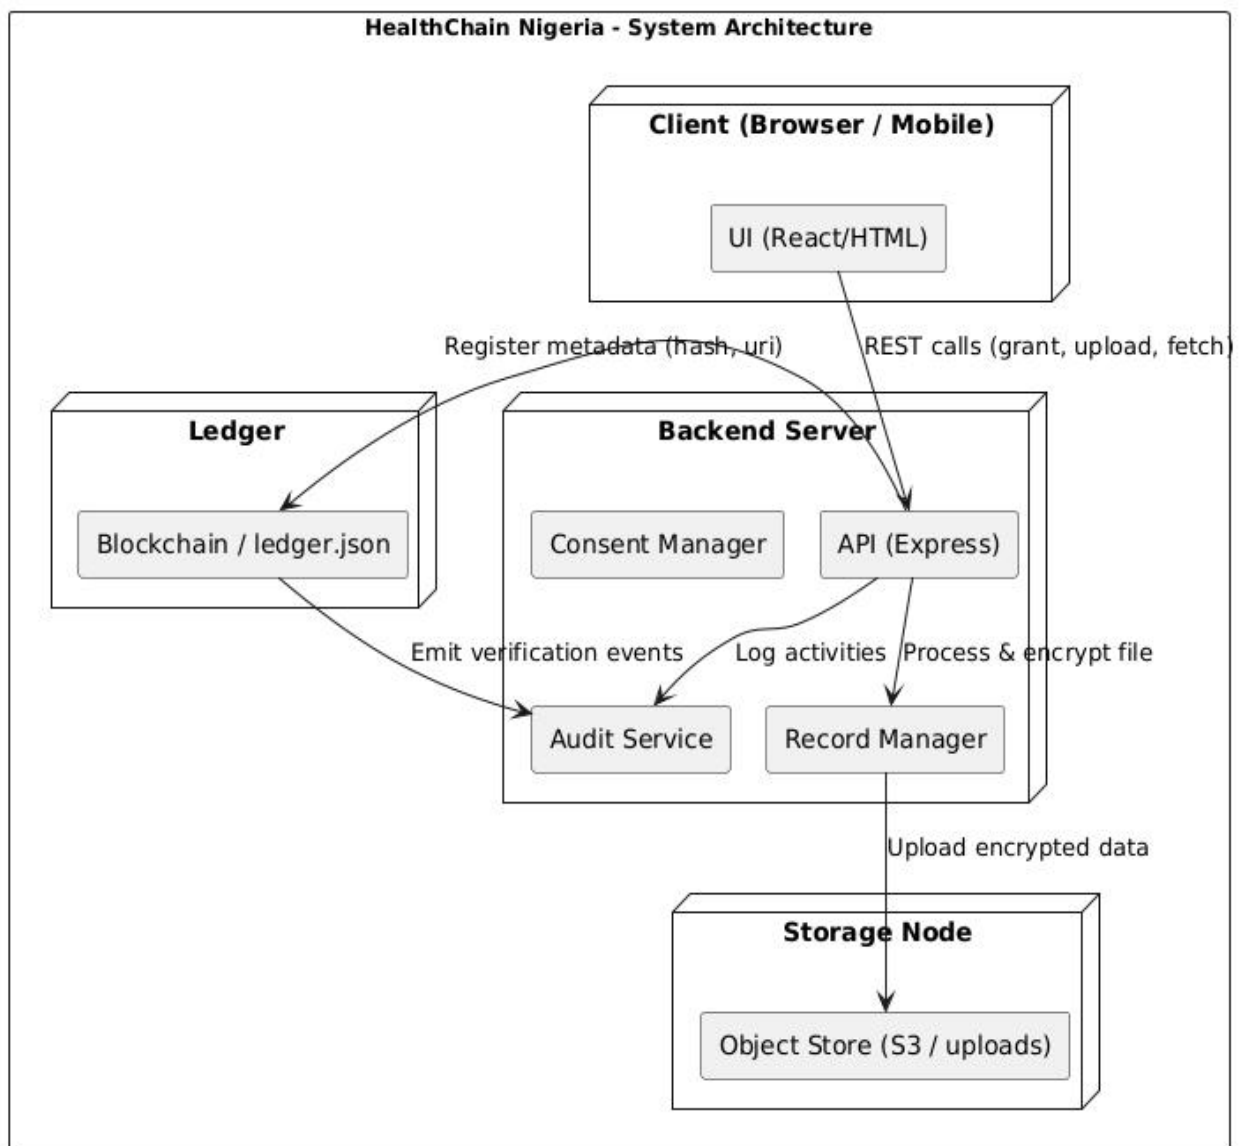 HealthChain Nigeria - System Architecture
Client (Browser / Mobile)
UI (React/HTML)
Register metadata (hash, uri)
REST calls (grant, upload, fetch)
Ledger
Backend Server
Blockchain / ledger.json
Consent Manager
API (Express)
Emit verification events
Log activities
Process & encrypt file
Audit Service
Record Manager
Upload encrypted data
Storage Node
Object Store (S3 / uploads)